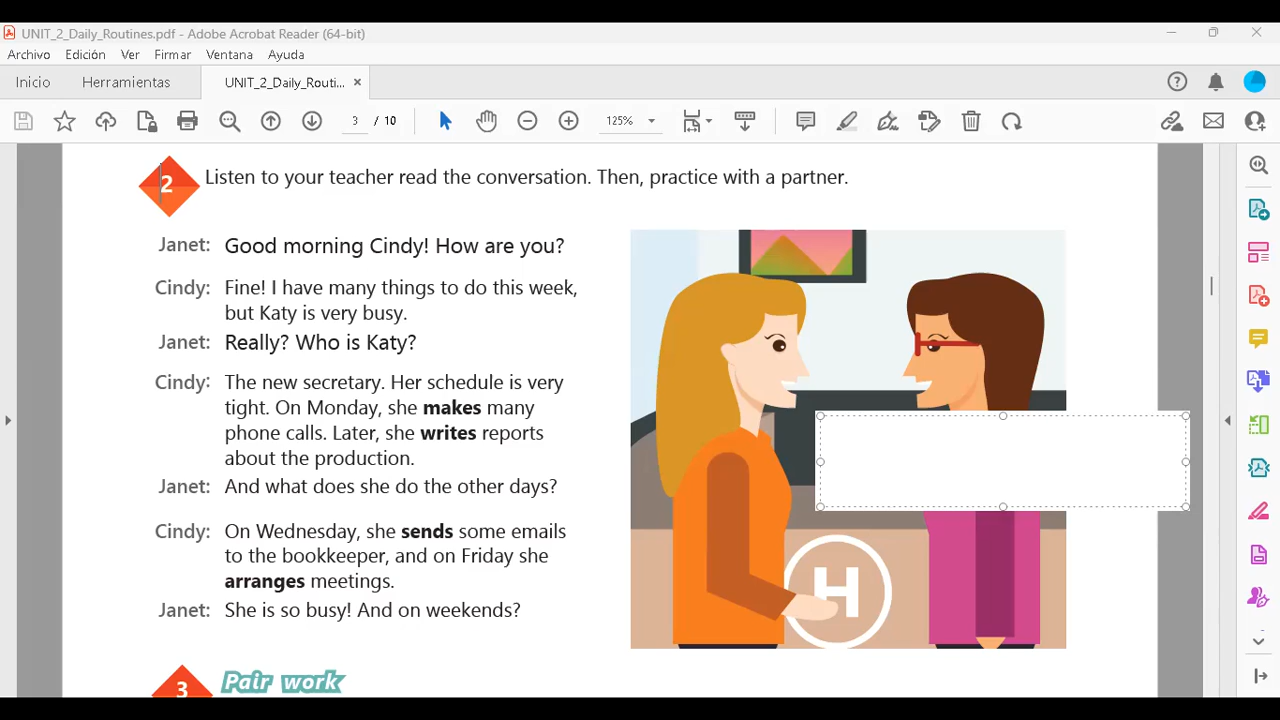 UNIT_2_Daily_Routines.pdf - Adobe Acrobat Reader (64-bit)
Archivo Edición Ver Firmar Ventana Ayuda
Inicio Herramientas UNIT_2_Daily_Routi... ×
3 / 10 125%
2 Listen to your teacher read the conversation. Then, practice with a partner.
Janet: Good morning Cindy! How are you?
Cindy: Fine! I have many things to do this week,
but Katy is very busy.
Janet: Really? Who is Katy?
Cindy: The new secretary. Her schedule is very
tight. On Monday, she makes many
phone calls. Later, she writes reports
about the production.
Janet: And what does she do the other days?
Cindy: On Wednesday, she sends some emails
to the bookkeeper, and on Friday she
arranges meetings.
Janet: She is so busy! And on weekends?
H
3 Pair work